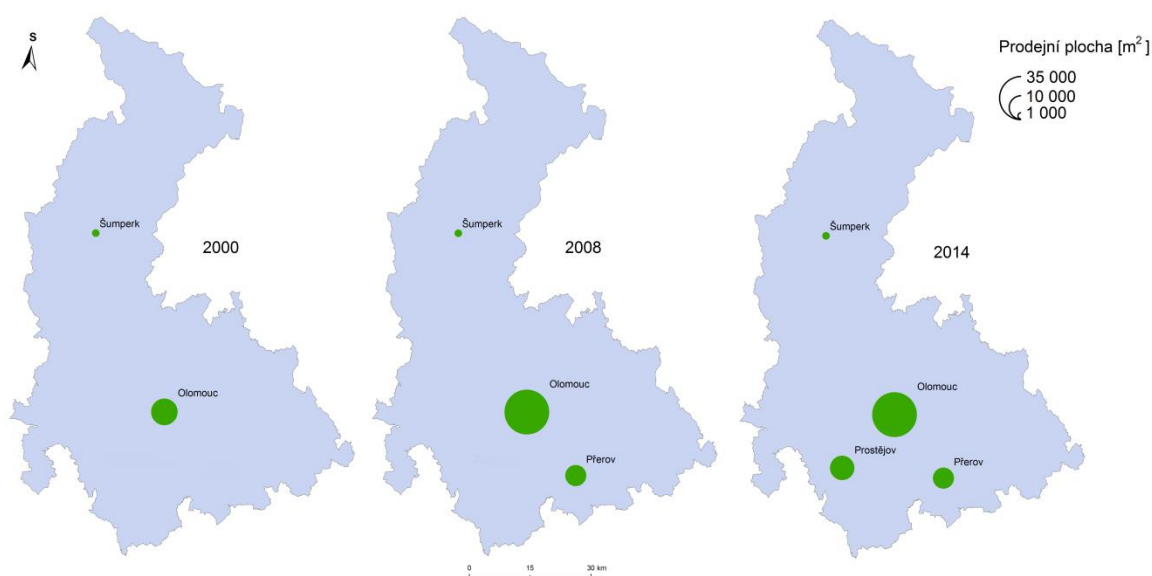 S
Šumperk
2000
Olomouc
Šumperk
2008
Olomouc
Přerov
Prodejní plocha [m²]
35 000
10 000
1 000
Šumperk
2014
Olomouc
Prostějov
Přerov
0 15 30 km